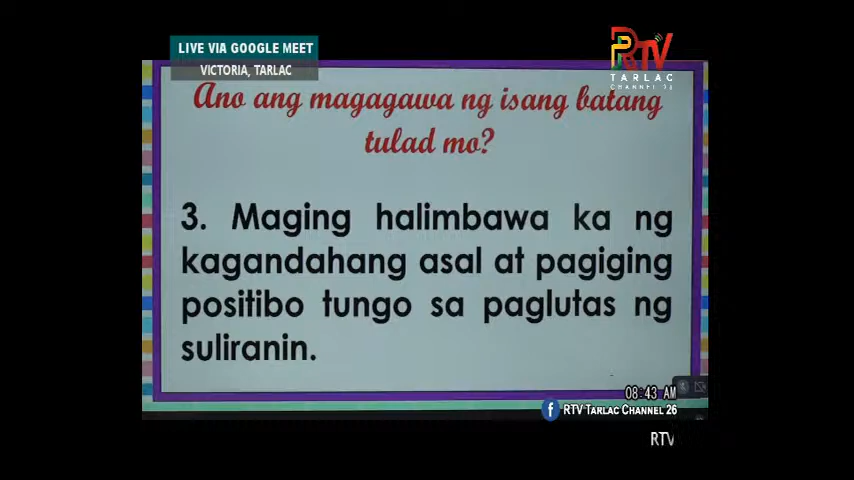 LIVE VIA GOOGLE MEET
VICTORIA, TARLAC
RTV
TARLAC
CHANNEL 26
Ano ang magagawa ng isang batang
tulad mo?
3. Maging halimbawa ka ng
kagandahang asal at pagiging
positibo tungo sa paglutas ng
suliranin.
08:43 AM
RTV TARLAC CHANNEL 26
RTV